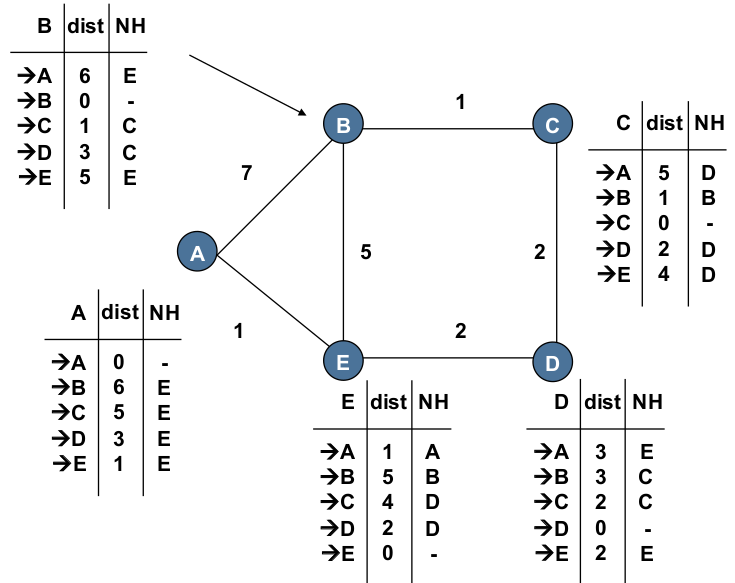 B dist NH
→A 6 E
→B 0 -
→C 1 C
→D 3 C
→E 5 E
1
B
C
C dist NH
→A 5 D
→B 1 B
→C 0 -
→D 2 D
→E 4 D
7
A
5
2
A dist NH
→A 0 -
→B 6 E
→C 5 E
→D 3 E
→E 1 E
1
2
E
D
E dist NH
→A 1 A
→B 5 B
→C 4 D
→D 2 D
→E 0 -
D dist NH
→A 3 E
→B 3 C
→C 2 C
→D 0 -
→E 2 E